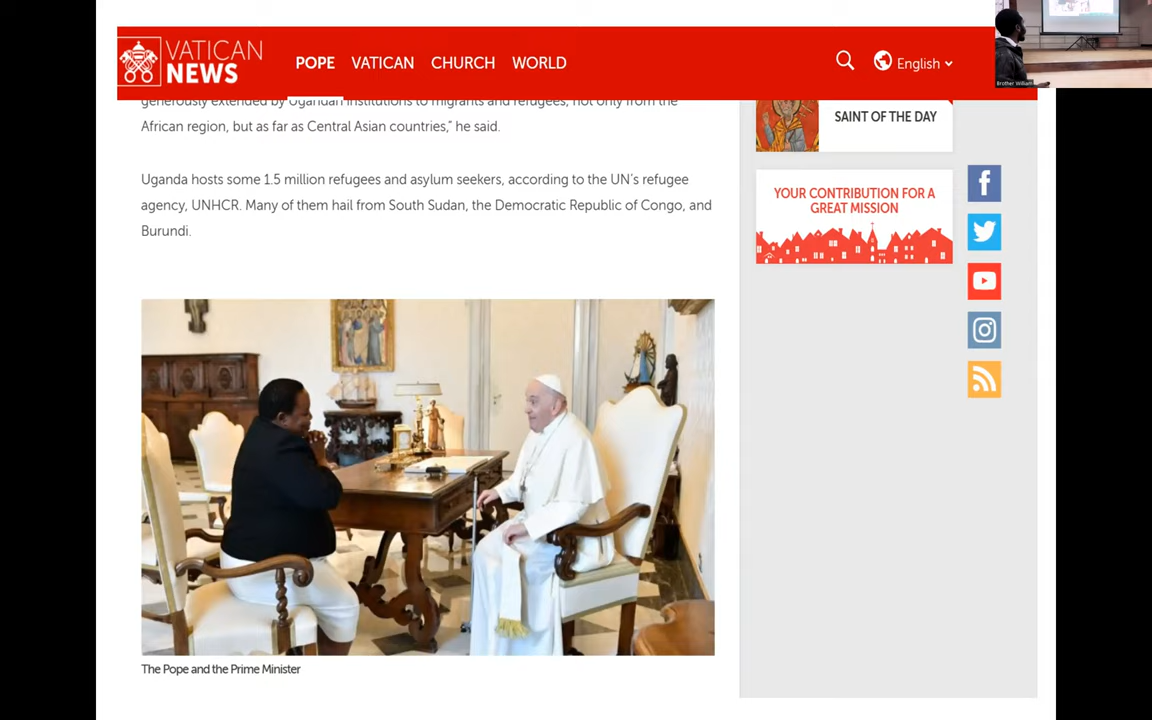 VATICAN
NEWS
POPE VATICAN CHURCH WORLD
English
Brother William
generously extended by Ugandan institutions to migrants and refugees, not only from the
African region, but as far as Central Asian countries,” he said.
Uganda hosts some 1.5 million refugees and asylum seekers, according to the UN’s refugee
agency, UNHCR. Many of them hail from South Sudan, the Democratic Republic of Congo, and
Burundi.
The Pope and the Prime Minister
SAINT OF THE DAY
YOUR CONTRIBUTION FOR A
GREAT MISSION